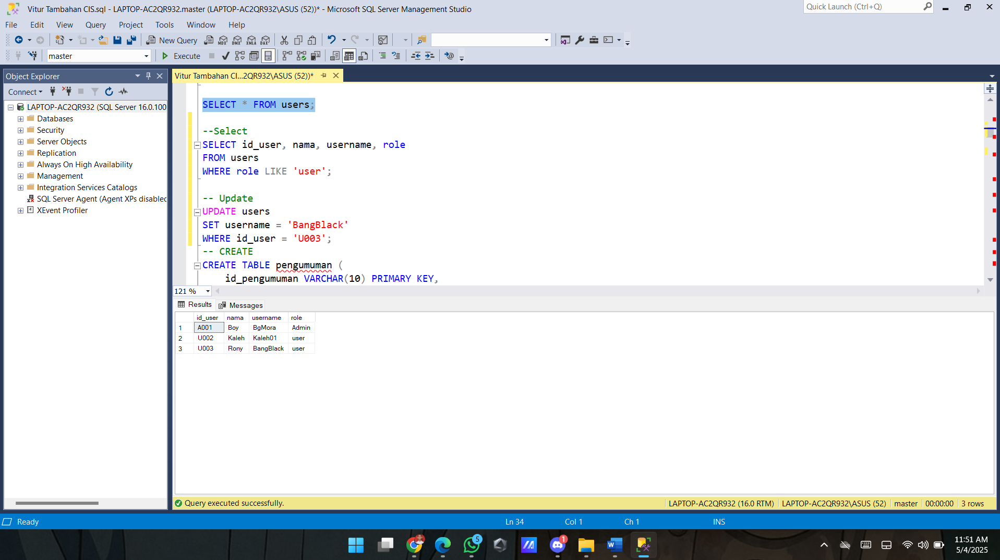 Vitur Tambahan CIS.sql - LAPTOP-AC2QR932.master (LAPTOP-AC2QR932\ASUS (52))* - Microsoft SQL Server Management Studio
Quick Launch (Ctrl+Q)
File Edit View Query Project Tools Window Help
New Query MDX DMX XMLA DAX
master Execute
Object Explorer
Connect
LAPTOP-AC2QR932 (SQL Server 16.0.100
Databases
Security
Server Objects
Replication
Always On High Availability
Management
Integration Services Catalogs
SQL Server Agent (Agent XPs disabled
XEvent Profiler
Vitur Tambahan CI...2QR932\ASUS (52))*
SELECT * FROM users;
--Select
SELECT id_user, nama, username, role
FROM users
WHERE role LIKE 'user';
-- Update
UPDATE users
SET username = 'BangBlack'
WHERE id_user = 'U003';
-- CREATE
CREATE TABLE pengumuman (
id_pengumuman VARCHAR(10) PRIMARY KEY,
121 %
Results Messages
id_user nama username role
1 A001 Boy BgMora Admin
2 U002 Kaleh Kaleh01 user
3 U003 Rony BangBlack user
Query executed successfully.
LAPTOP-AC2QR932 (16.0 RTM) LAPTOP-AC2QR932\ASUS (52) master 00:00:00 3 rows
Ready Ln 34 Col 1 Ch 1 INS
5
1
W
11:51 AM
5/4/2025